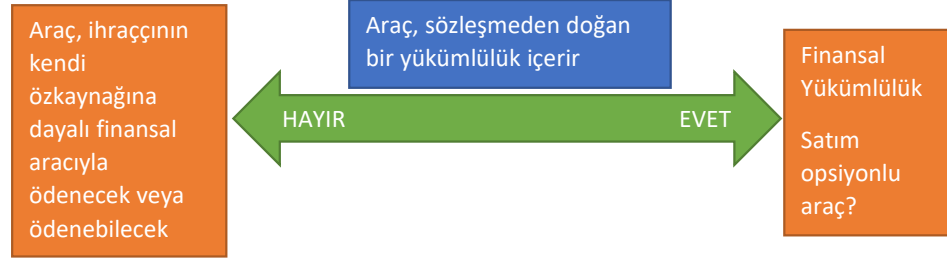 Araç, ihraççının
kendi
özkaynağına
dayalı finansal
aracıyla
ödenecek veya
ödenebilecek
Araç, sözleşmeden doğan
bir yükümlülük içerir
HAYIR
EVET
Finansal
Yükümlülük
Satım
opsiyonlu
araç?